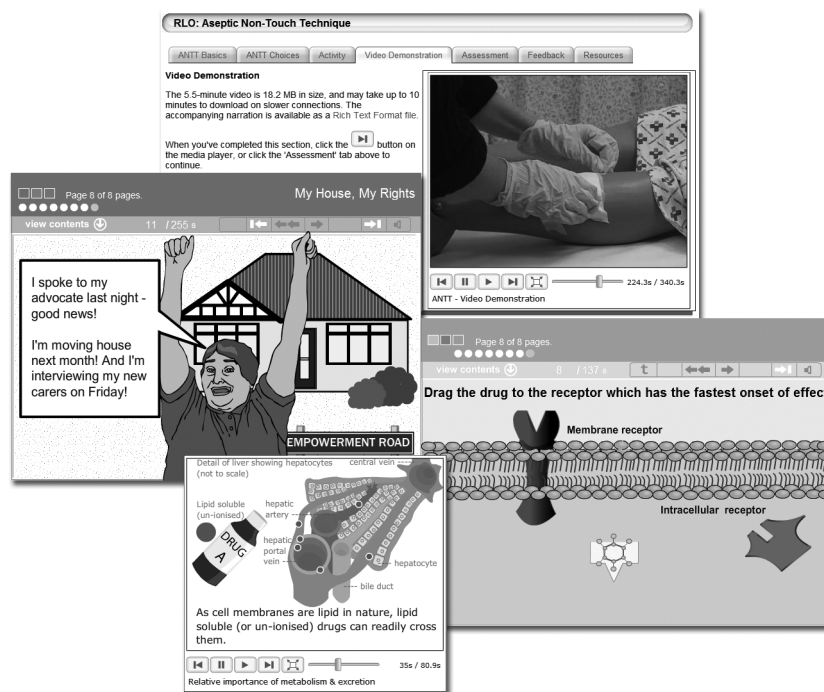 RLO: Aseptic Non-Touch Technique
ANTT Basics
ANTT Choices
Activity
Video Demonstration
Assessment
Feedback
Resources
Video Demonstration
The 5.5-minute video is 18.2 MB in size, and may take up to 10
minutes to download on slower connections. The
accompanying narration is available as a Rich Text Format file.
When you've completed this section, click the button on
the media player, or click the 'Assessment' tab above to
continue.
224.3s / 340.3s
ANTT - Video Demonstration
Page 8 of 8 pages.
My House, My Rights
view contents
11 / 255 s
I spoke to my
advocate last night -
good news!
I'm moving house
next month! And I'm
interviewing my new
carers on Friday!
EMPOWERMENT ROAD
Page 8 of 8 pages.
view contents
8 / 137 s
t
Drag the drug to the receptor which has the fastest onset of effec
Membrane receptor
Intracellular receptor
Detail of liver showing hepatocytes
(not to scale)
central vein
Lipid soluble
(un-ionised)
hepatic
artery
DRUG
A
hepatic
portal
vein
hepatocyte
bile duct
As cell membranes are lipid in nature, lipid
soluble (or un-ionised) drugs can readily cross
them.
35s / 80.9s
Relative importance of metabolism & excretion